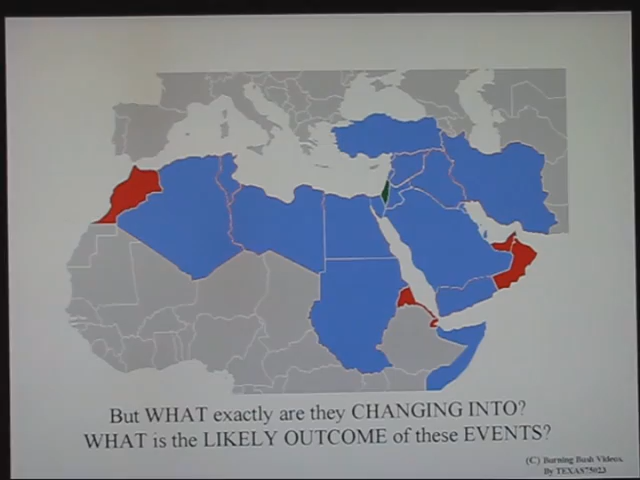 But WHAT exactly are they CHANGING INTO?
WHAT is the LIKELY OUTCOME of these EVENTS?
(C) Burning Bush Videos,
By TEXAS75023